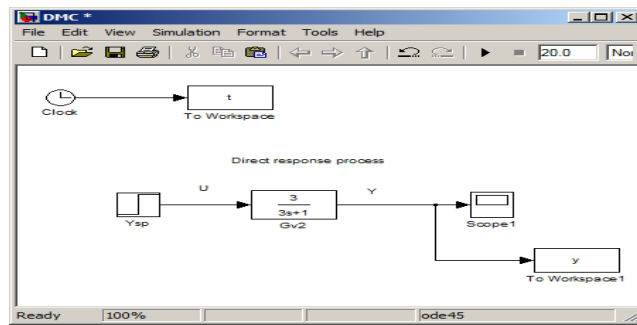 DMC *
File Edit View Simulation Format Tools Help
20.0 Nor
t
Clock
To Workspace
Direct response process
U
3
3s+1
Y
Ysp
Gv2
Scope1
y
To Workspace1
Ready 100% ode45